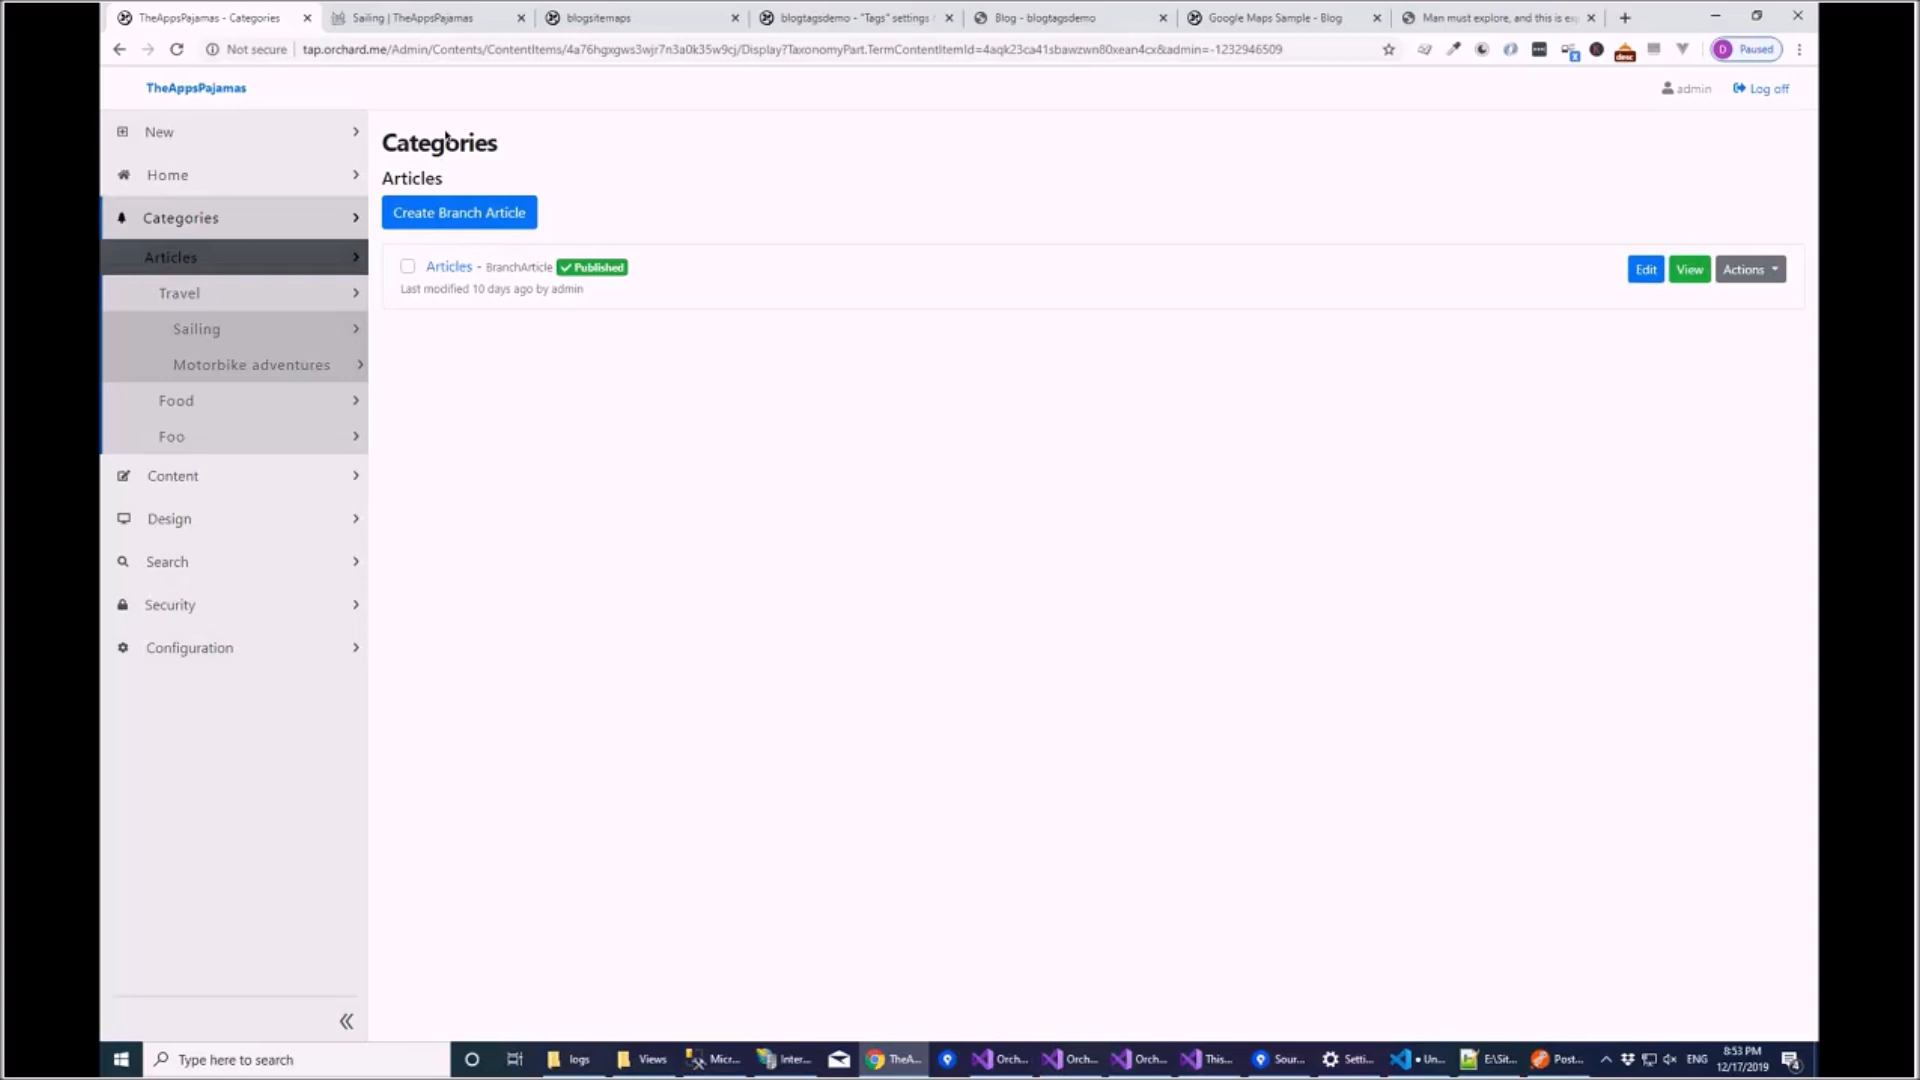 TheAppsPajamas - Categories
Sailing | TheAppsPajamas
blogsitemaps
blogtagsdemo - "Tags" settings
Blog - blogtagsdemo
Google Maps Sample - Blog
Man must explore, and this is ex
Not secure | tap.orchard.me/Admin/Contents/ContentItems/4a76hgxgws3wjr7n3a0k35w9cj/Display?TaxonomyPart.TermContentItemId=4aqk23ca41sbawzwn80xean4cx&admin=-1232946509
desc
D Paused
TheAppsPajamas
admin
Log off
New
Home
Categories
Articles
Travel
Sailing
Motorbike adventures
Food
Foo
Content
Design
Search
Security
Configuration
Categories
Articles
Create Branch Article
Articles - BranchArticle Published
Last modified 10 days ago by admin
Edit
View
Actions
Type here to search
logs
Views
Micr...
Inter...
TheA...
Orch...
Orch...
Orch...
This...
Sour...
Setti...
• Un...
E:\Sit...
Post...
ENG
8:53 PM
12/17/2019
4